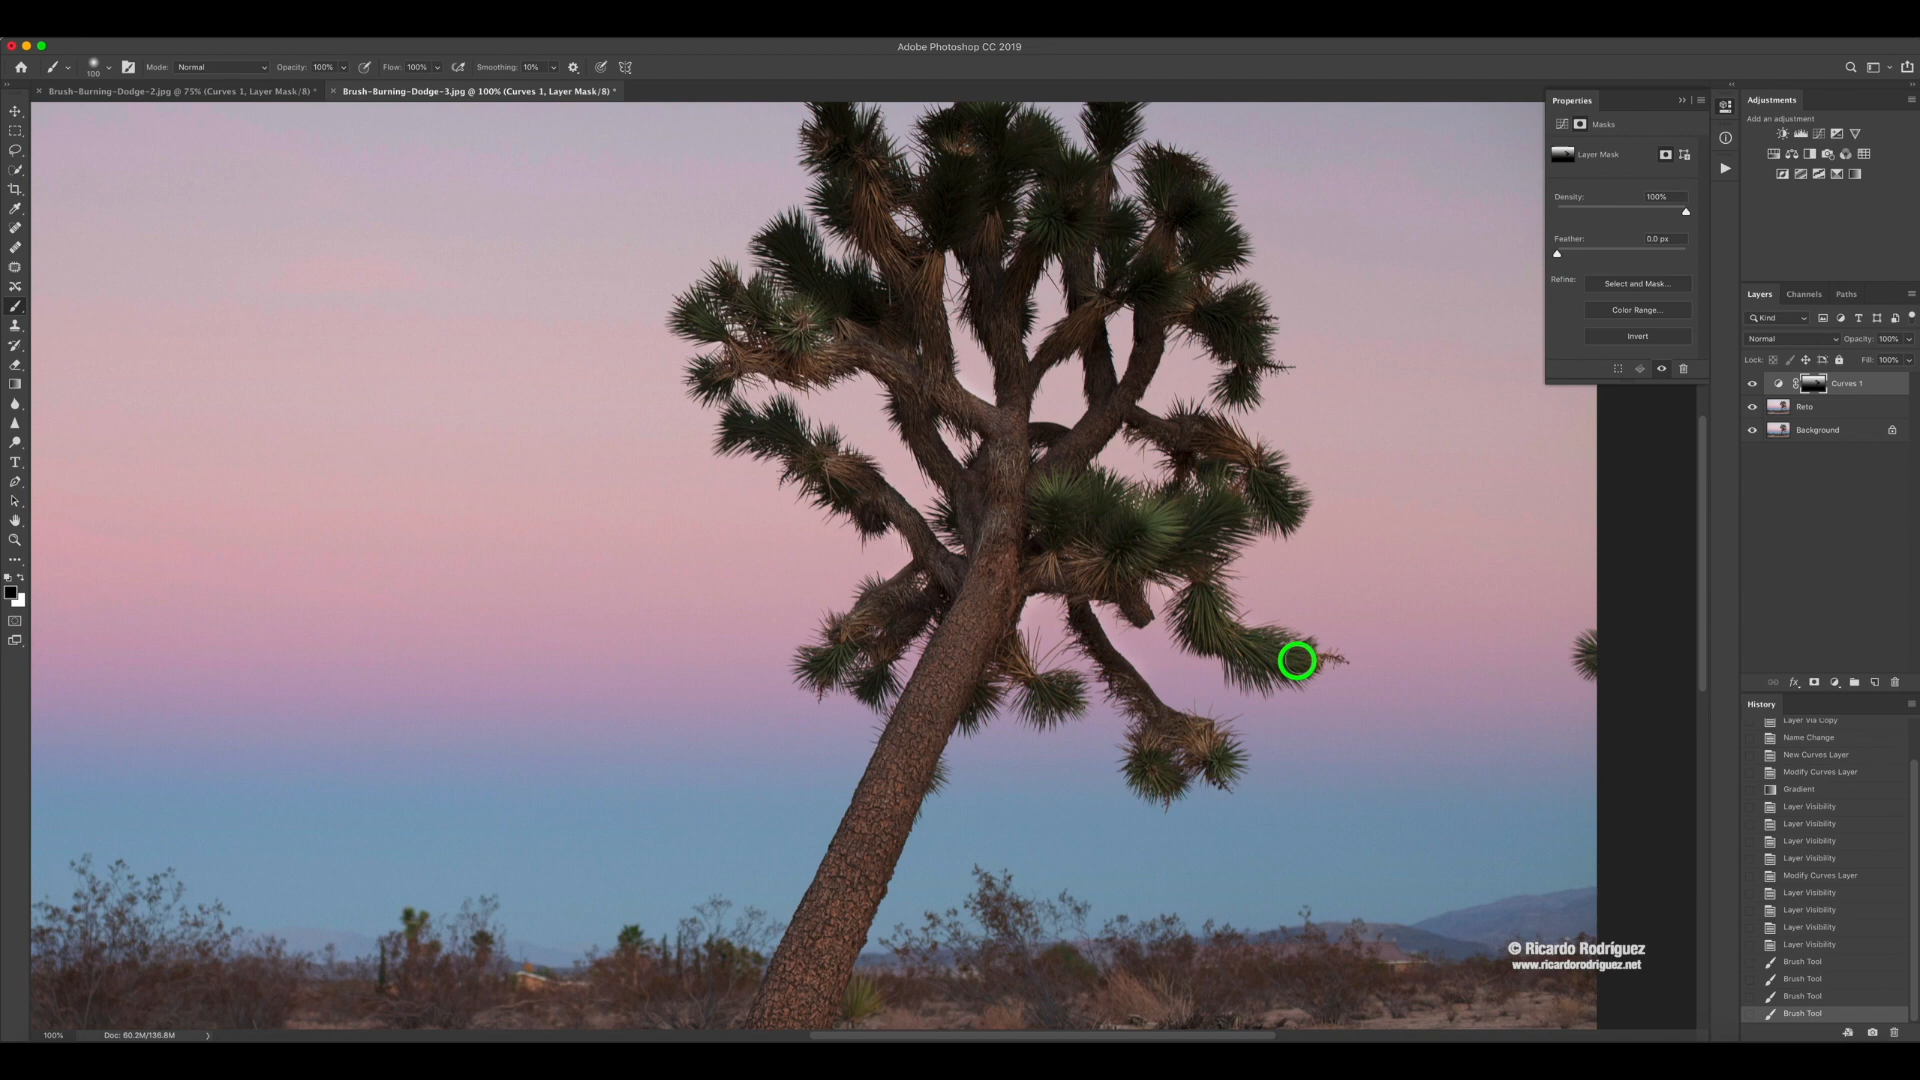 Adobe Photoshop CC 2019
100
Mode: Normal
Opacity: 100%
Flow: 100%
Smoothing: 10%
Brush-Burning-Dodge-2.jpg @ 75% (Curves 1, Layer Mask/8) *
Brush-Burning-Dodge-3.jpg @ 100% (Curves 1, Layer Mask/8) *
Properties
Masks
Layer Mask
Density: 100%
Feather: 0.0 px
Refine: Select and Mask...
Color Range...
Invert
Adjustments
Add an adjustment
Layers Channels Paths
Kind
Normal Opacity: 100%
Lock: Fill: 100%
Curves 1
Reto
Background
fx
History
Layer Via Copy
Name Change
New Curves Layer
Modify Curves Layer
Gradient
Layer Visibility
Layer Visibility
Layer Visibility
Layer Visibility
Modify Curves Layer
Layer Visibility
Layer Visibility
Layer Visibility
Layer Visibility
Brush Tool
Brush Tool
Brush Tool
Brush Tool
© Ricardo Rodríguez
www.ricardorodriguez.net
100% Doc: 60.2M/136.8M